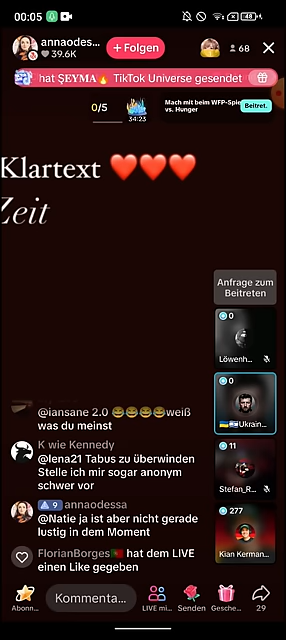 00:05
48
annaodes...
39.6K
+ Folgen
68
hat ŞEYMA🔥 TikTok Universe gesendet
0/5
34:23
Mach mit beim WFP-Spie
vs. Hunger
Beitret.
Klartext ❤️❤️❤️
Zeit
Anfrage zum
Beitreten
0
Löwenh...
0
🇺🇦🇮🇱Ukrain...
11
Stefan_R...
277
Kian Kerman...
@iansane 2.0 😂😂😂😂weiß
was du meinst
K wie Kennedy
@lena21 Tabus zu überwinden
Stelle ich mir sogar anonym
schwer vor
9 annaodessa
@Natie ja ist aber nicht gerade
lustig in dem Moment
FlorianBorges🇵🇹 hat dem LIVE
einen Like gegeben
Abonn...
Kommenta...
LIVE mi...
Senden
Gesche...
29